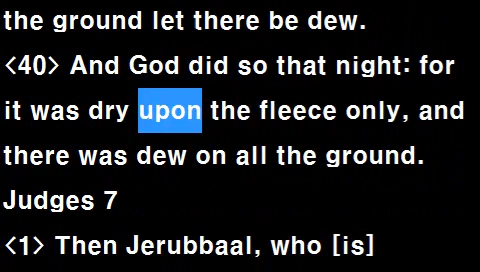 the ground let there be dew.
<40> And God did so that night: for
it was dry upon the fleece only, and
there was dew on all the ground.
Judges 7
<1> Then Jerubbaal, who [is]